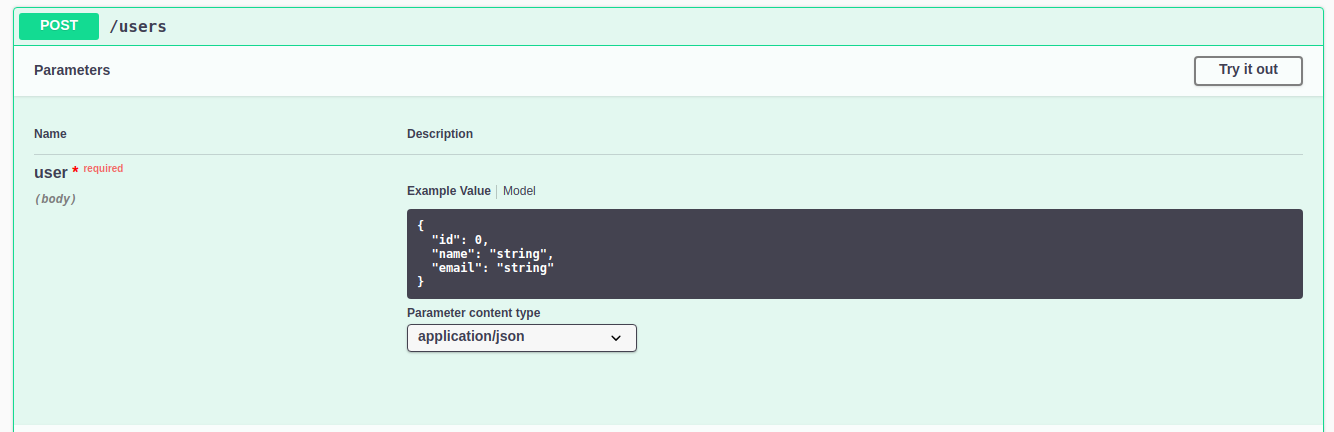 POST /users
Parameters
Try it out
Name
Description
user * required
(body)
Example Value | Model
{
  "id": 0,
  "name": "string",
  "email": "string"
}
Parameter content type
application/json